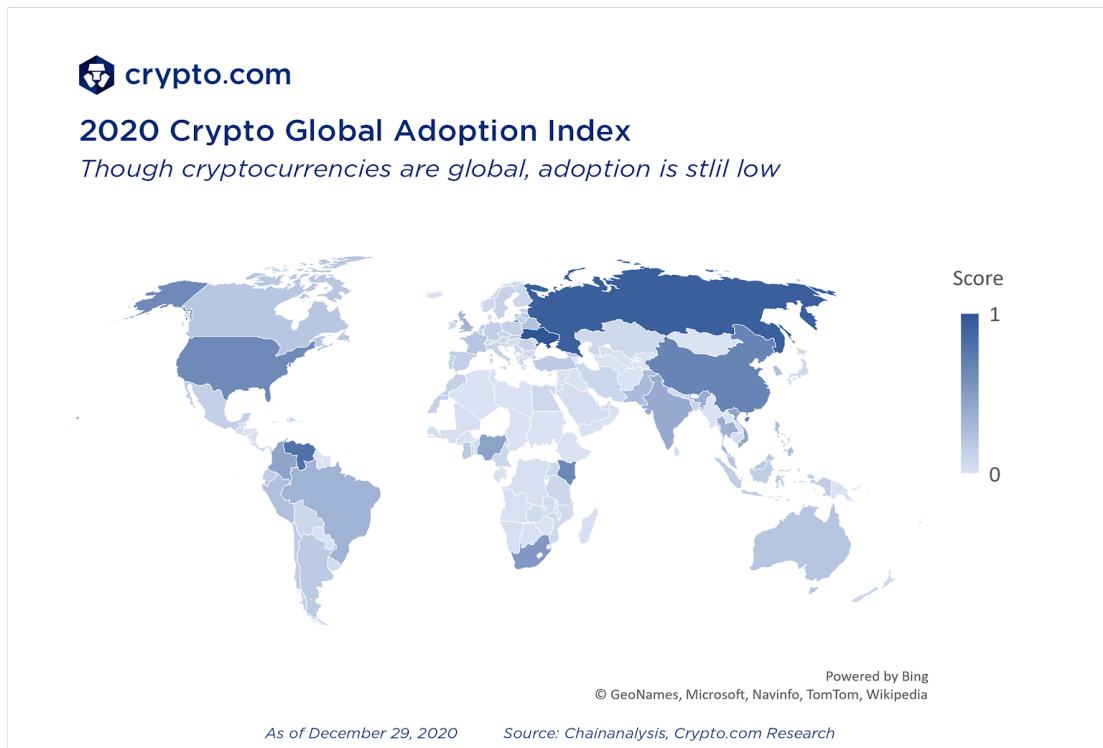 crypto.com
2020 Crypto Global Adoption Index
Though cryptocurrencies are global, adoption is stlil low
Score
1
0
Powered by Bing
© GeoNames, Microsoft, Navinfo, TomTom, Wikipedia
As of December 29, 2020 Source: Chainanalysis, Crypto.com Research